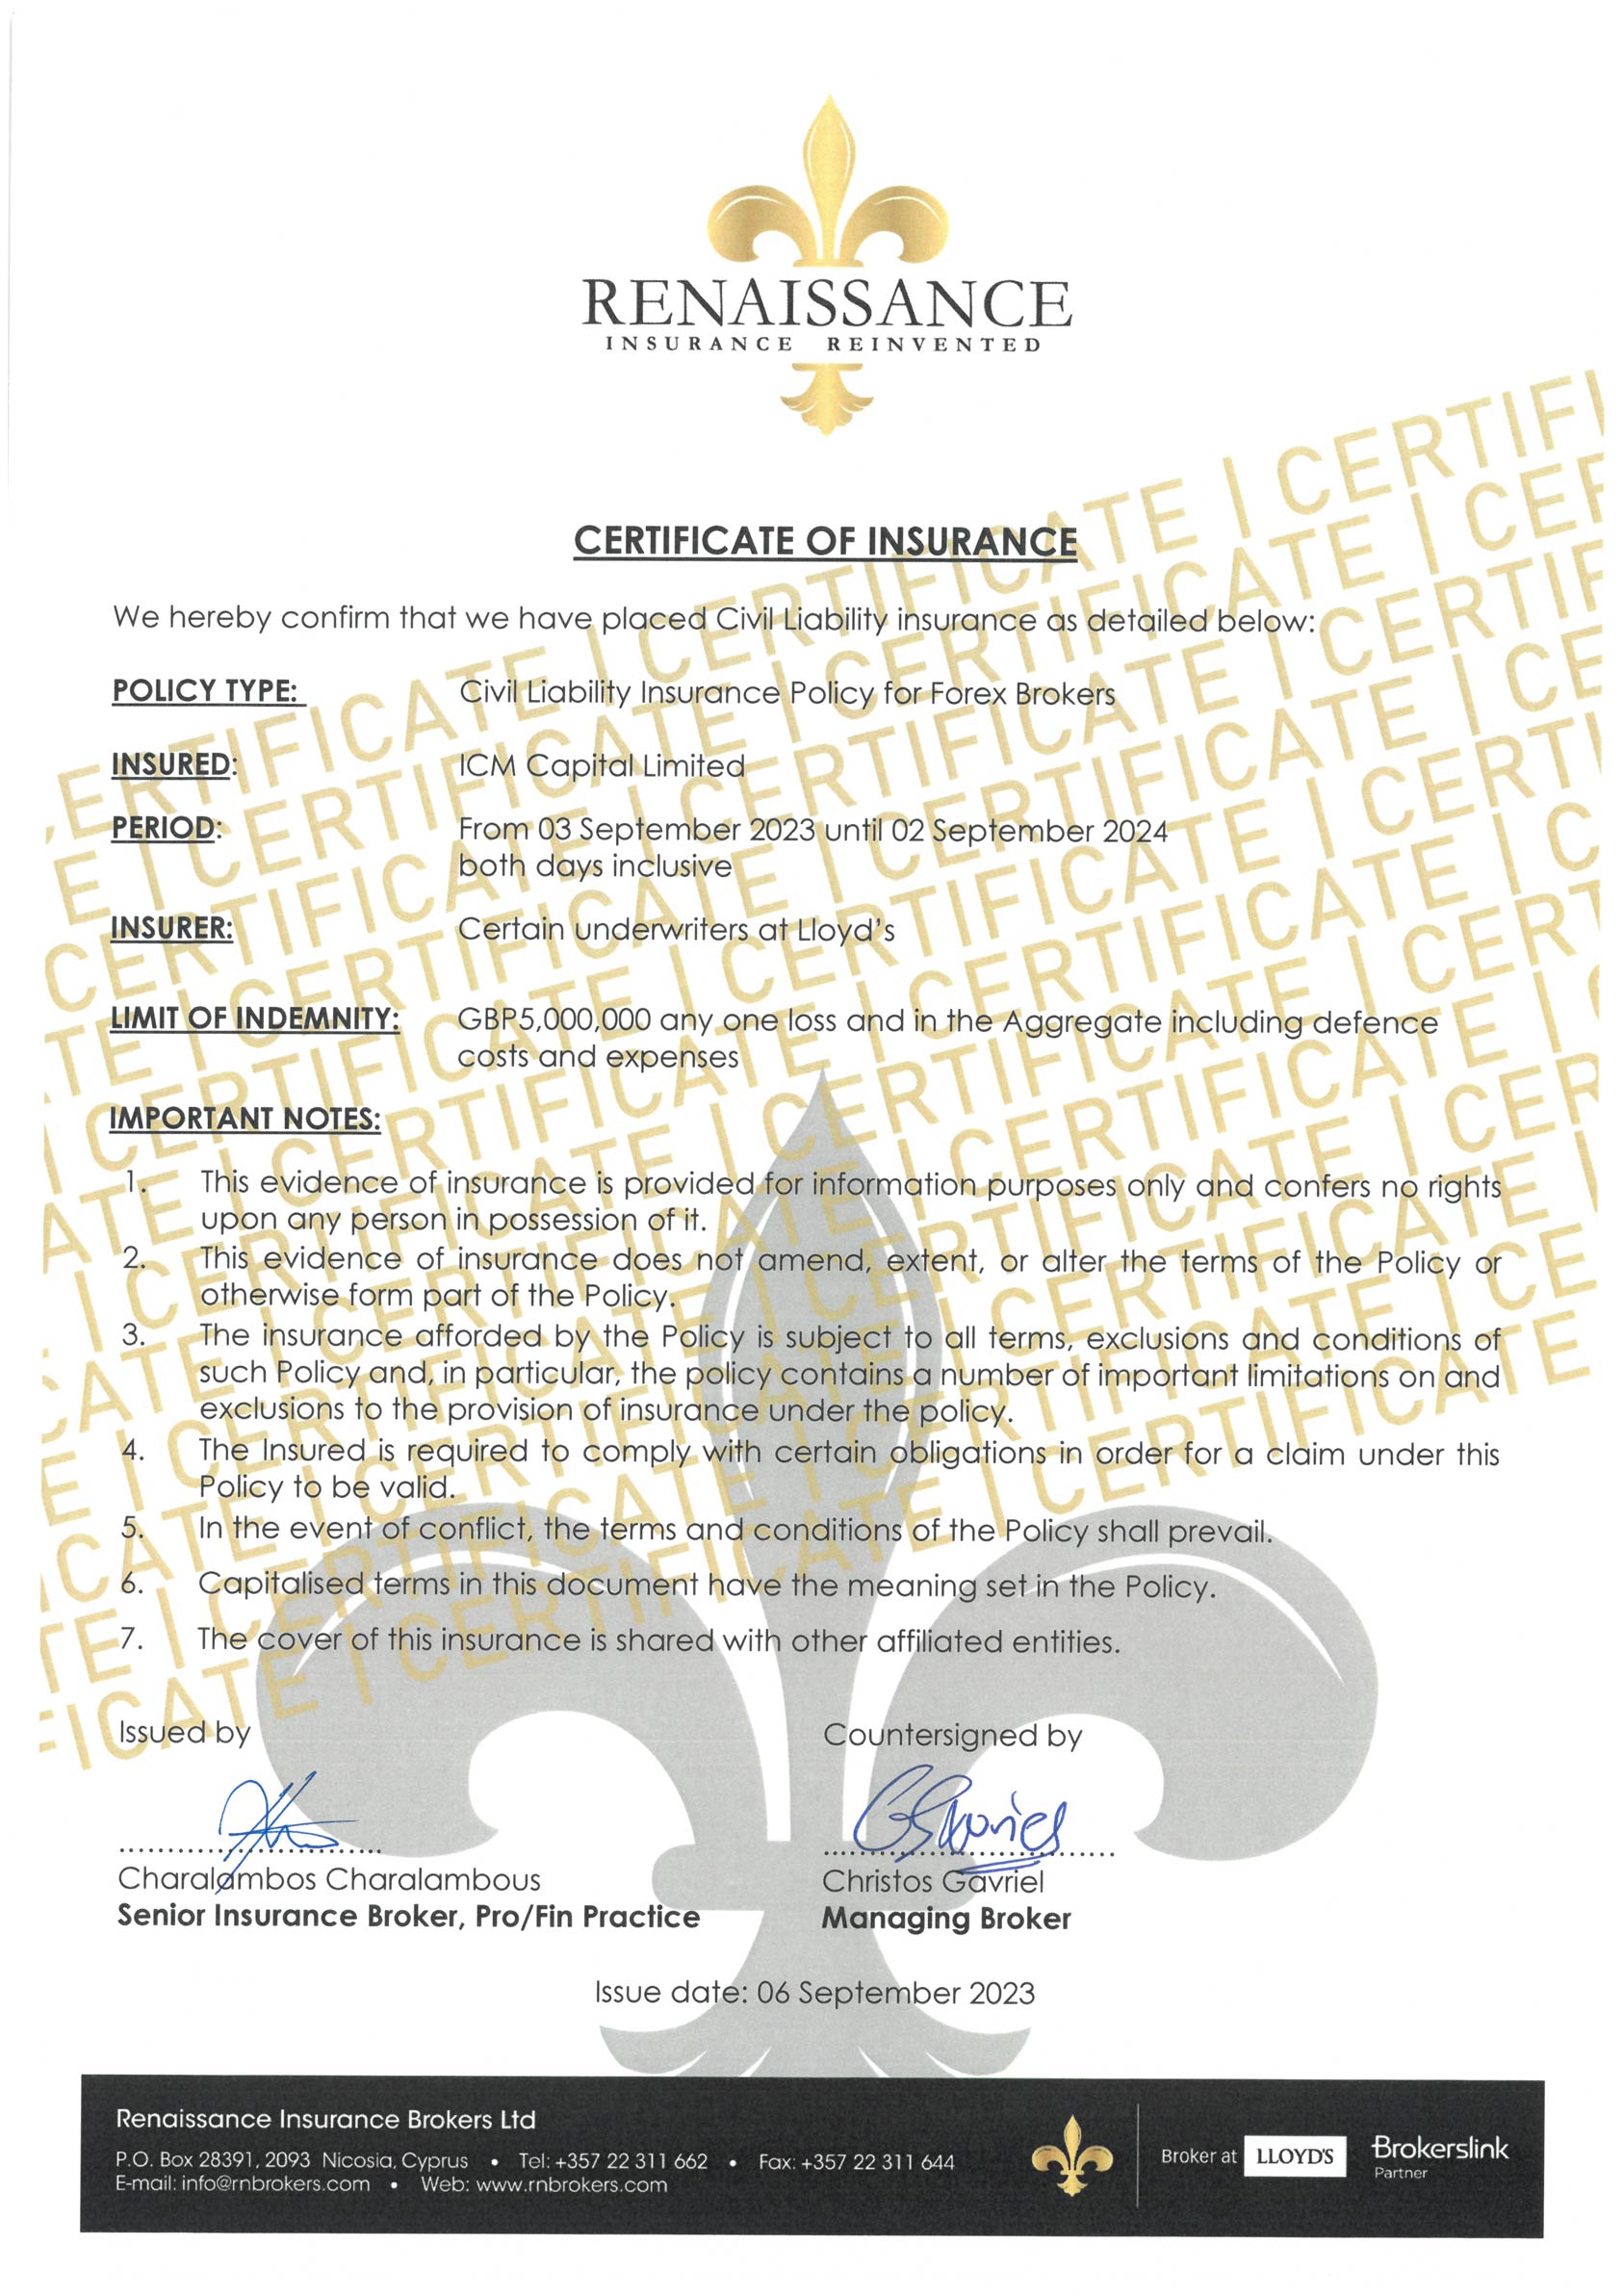 RENAISSANCE
INSURANCE REINVENTED
CERTIFICATE OF INSURANCE
We hereby confirm that we have placed Civil Liability insurance as detailed below:
POLICY TYPE: Civil Liability Insurance Policy for Forex Brokers
INSURED: ICM Capital Limited
PERIOD: From 03 September 2023 until 02 September 2024
both days inclusive
INSURER: Certain underwriters at Lloyd's
LIMIT OF INDEMNITY: GBP5,000,000 any one loss and in the Aggregate including defence
costs and expenses
IMPORTANT NOTES:
1. This evidence of insurance is provided for information purposes only and confers no rights
upon any person in possession of it.
2. This evidence of insurance does not amend, extent, or alter the terms of the Policy or
otherwise form part of the Policy.
3. The insurance afforded by the Policy is subject to all terms, exclusions and conditions of
such Policy and, in particular, the policy contains a number of important limitations on and
exclusions to the provision of insurance under the policy.
4. The Insured is required to comply with certain obligations in order for a claim under this
Policy to be valid.
5. In the event of conflict, the terms and conditions of the Policy shall prevail.
6. Capitalised terms in this document have the meaning set in the Policy.
7. The cover of this insurance is shared with other affiliated entities.
Issued by Countersigned by
Charalambos Charalambous Christos Gavriel
Senior Insurance Broker, Pro/Fin Practice Managing Broker
Issue date: 06 September 2023
Renaissance Insurance Brokers Ltd
P.O. Box 28391, 2093 Nicosia, Cyprus • Tel: +357 22 311 662 • Fax: +357 22 311 644
E-mail: info@rnbrokers.com • Web: www.rnbrokers.com
Broker at LLOYD'S
Brokerslink
Partner